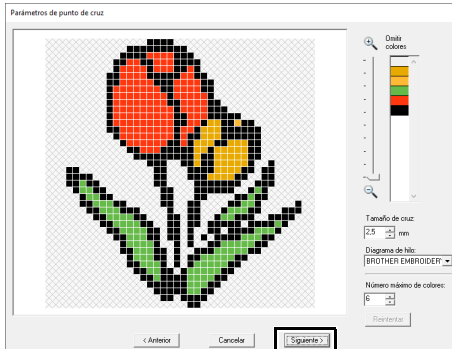 Parámetros de punto de cruz
Omitir
colores
Tamaño de cruz:
2,5 mm
Diagrama de hilo:
BROTHER EMBROIDERY
Número máximo de colores:
6
Reintentar
< Anterior
Cancelar
Siguiente >